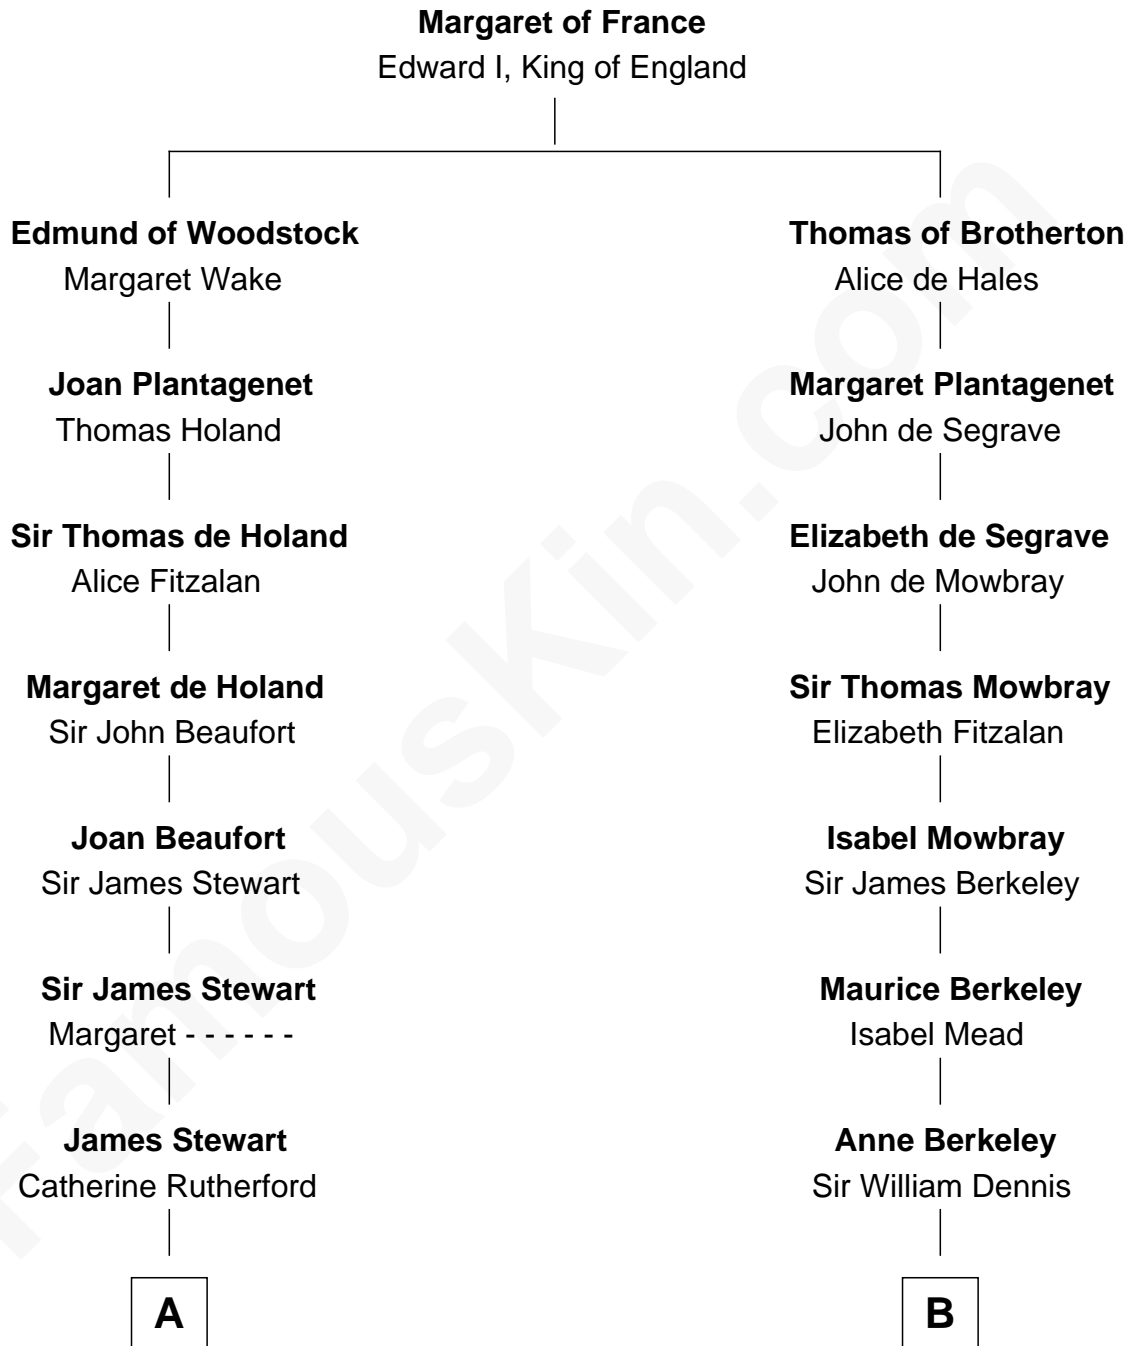 Margaret of France
Edward I, King of England
Edmund of Woodstock
Margaret Wake
Thomas of Brotherton
Alice de Hales
Joan Plantagenet
Thomas Holand
Margaret Plantagenet
John de Segrave
Sir Thomas de Holand
Alice Fitzalan
Elizabeth de Segrave
John de Mowbray
Margaret de Holand
Sir John Beaufort
Sir Thomas Mowbray
Elizabeth Fitzalan
Joan Beaufort
Sir James Stewart
Isabel Mowbray
Sir James Berkeley
Sir James Stewart
Margaret - - - - - -
Maurice Berkeley
Isabel Mead
James Stewart
Catherine Rutherford
Anne Berkeley
Sir William Dennis
A
B
FamousKin.com